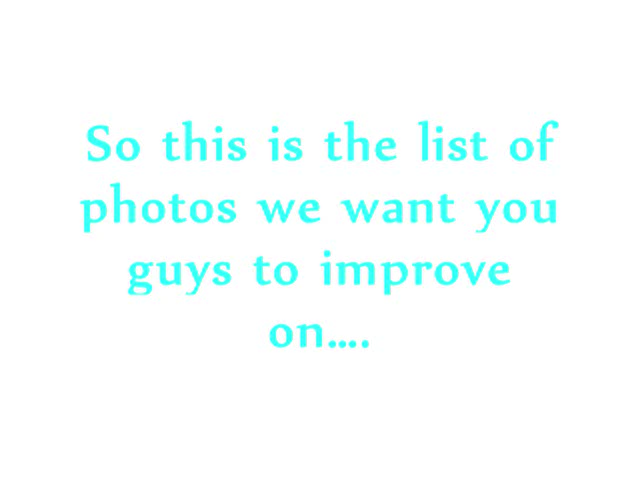 So this is the list of
photos we want you
guys to improve
on....